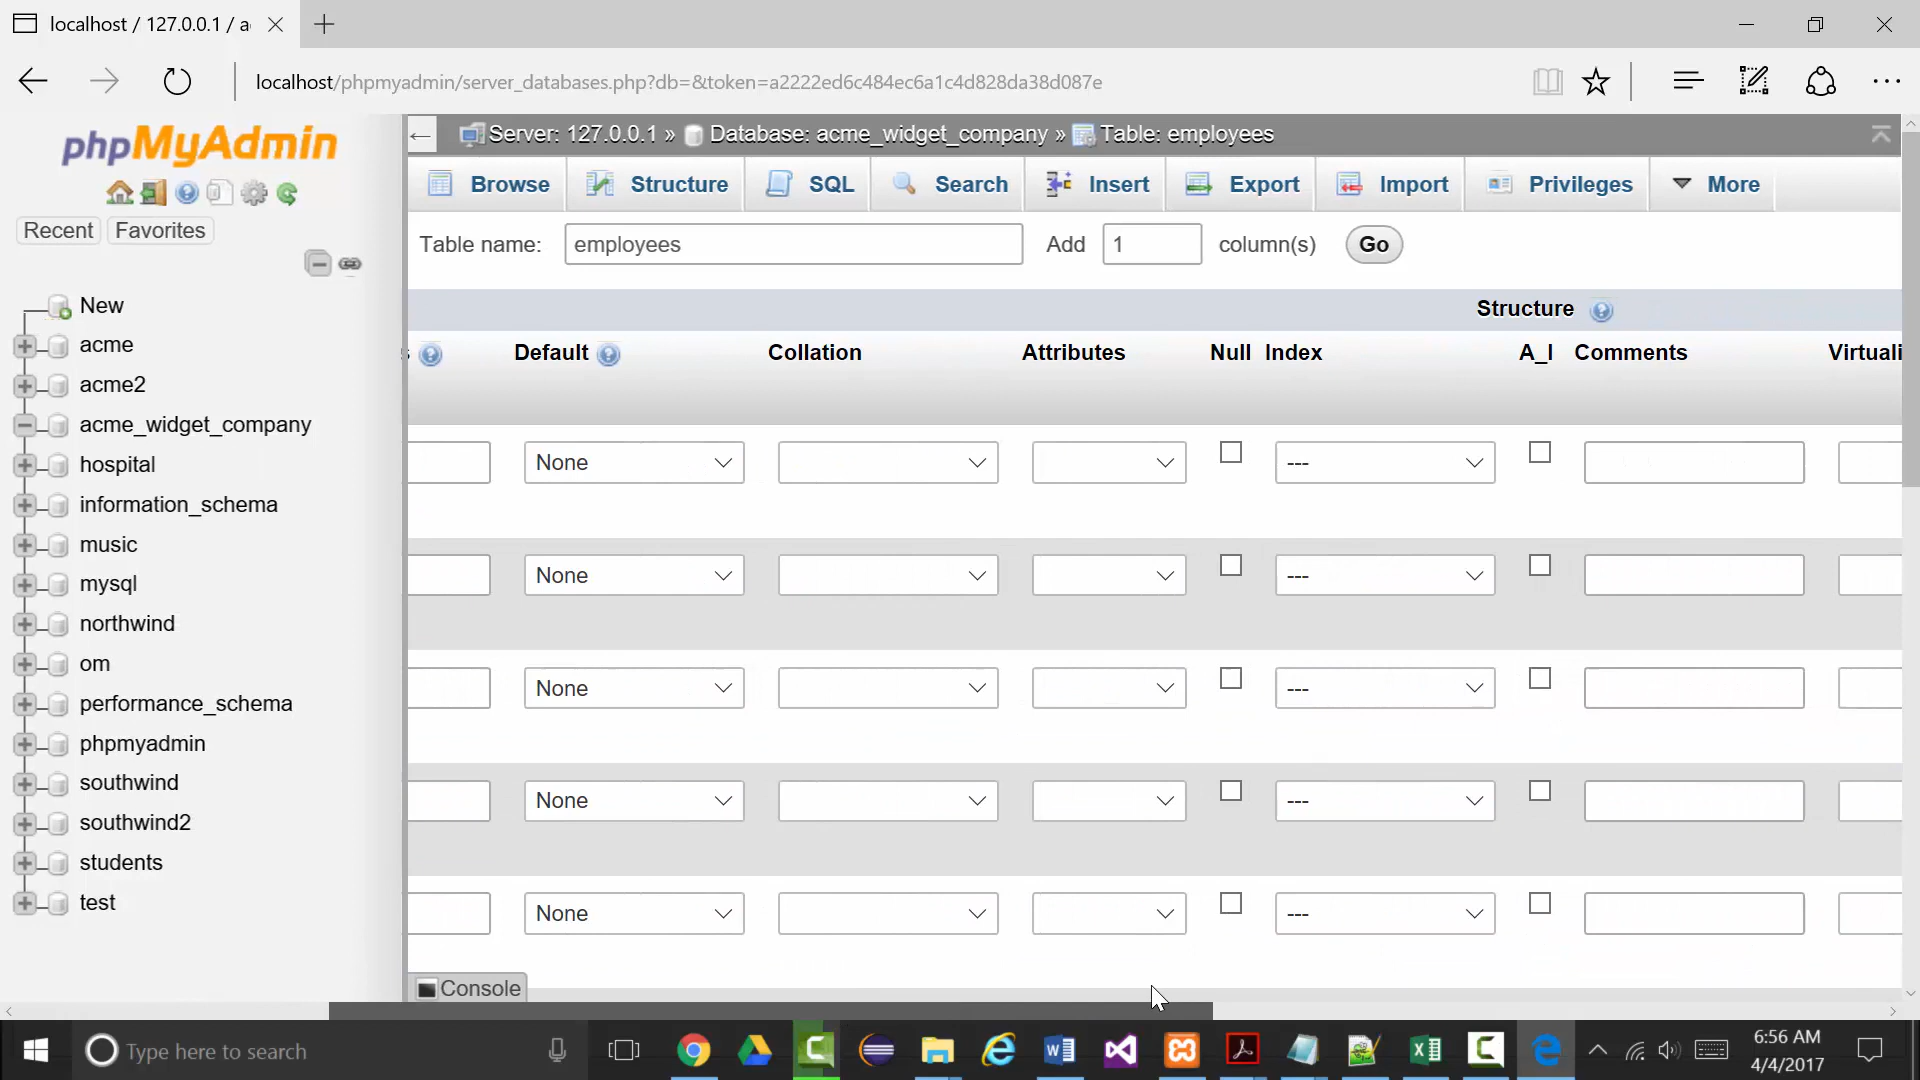 localhost / 127.0.0.1 / a
localhost/phpmyadmin/server_databases.php?db=&token=a2222ed6c484ec6a1c4d828da38d087e
phpMyAdmin
Recent Favorites
New
acme
acme2
acme_widget_company
hospital
information_schema
music
mysql
northwind
om
performance_schema
phpmyadmin
southwind
southwind2
students
test
Server: 127.0.0.1 » Database: acme_widget_company » Table: employees
Browse Structure SQL Search Insert Export Import Privileges More
Table name: employees Add 1 column(s) Go
Structure
Default Collation Attributes Null Index A_I Comments Virtuali
None ---
None ---
None ---
None ---
None ---
Console
Type here to search
6:56 AM
4/4/2017